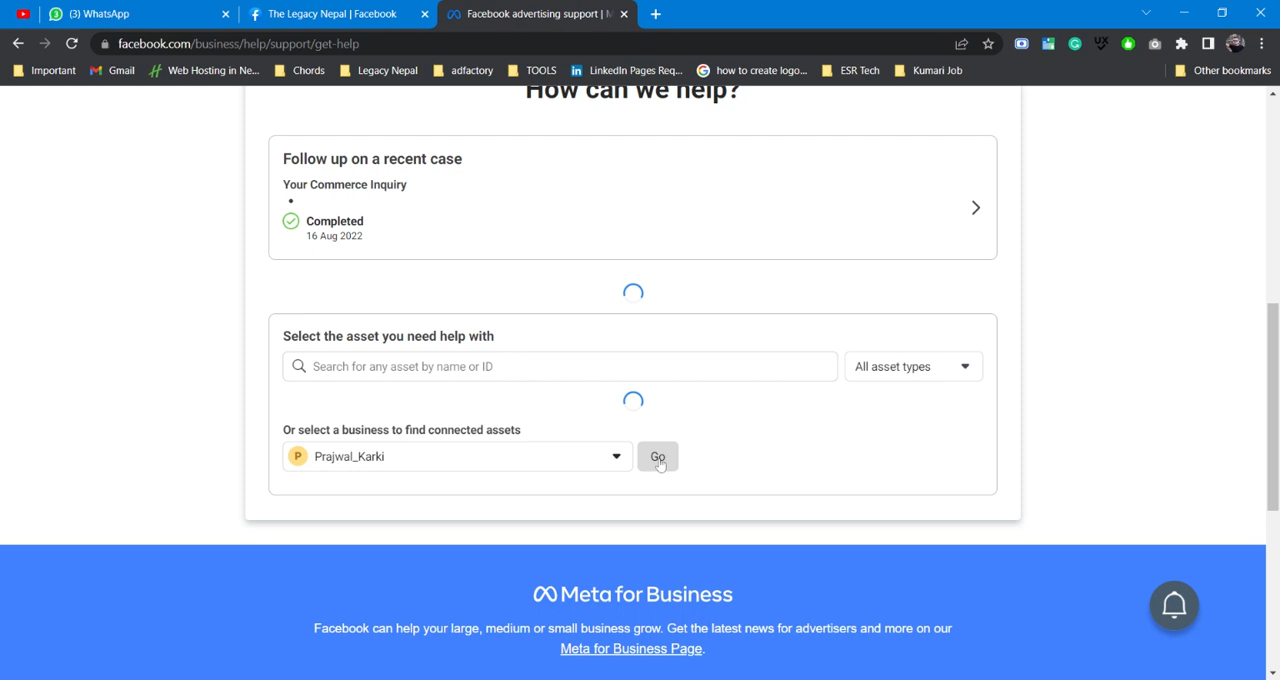 (3) WhatsApp
The Legacy Nepal | Facebook
Facebook advertising support |
facebook.com/business/help/support/get-help
Important
Gmail
Web Hosting in Ne...
Chords
Legacy Nepal
adfactory
TOOLS
LinkedIn Pages Req...
how to create logo...
ESR Tech
Kumari Job
Other bookmarks
How can we help?
Follow up on a recent case
Your Commerce Inquiry
•
Completed
16 Aug 2022
Select the asset you need help with
Search for any asset by name or ID
All asset types
Or select a business to find connected assets
P Prajwal_Karki
Go
Meta for Business
Facebook can help your large, medium or small business grow. Get the latest news for advertisers and more on our
Meta for Business Page.